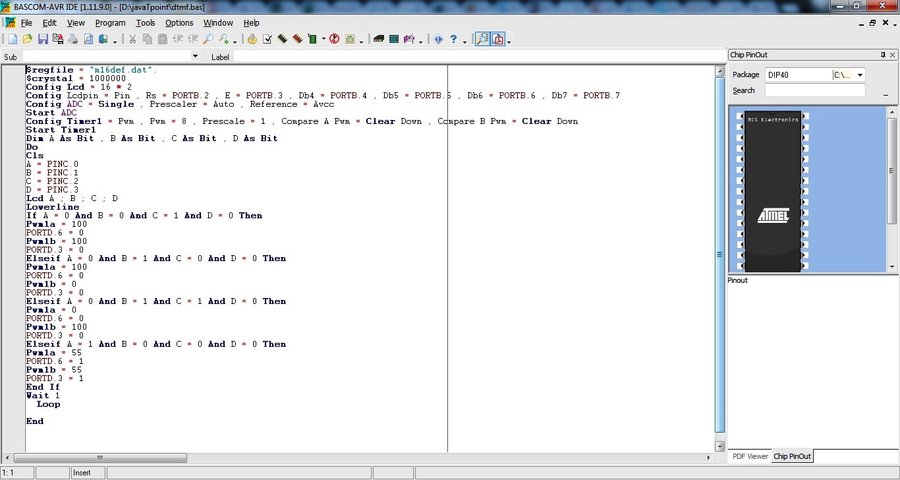 BASCOM-AVR IDE [1.11.9.0] - [D:\javaTpoint\dtmf.bas]
File Edit View Program Tools Options Window Help
Sub Label
$regfile = "m16def.dat".
$crystal = 1000000
Config Lcd = 16 * 2
Config Lcdpin = Pin , Rs = PORTB.2 , E = PORTB.3 , Db4 = PORTB.4 , Db5 = PORTB.5 , Db6 = PORTB.6 , Db7 = PORTB.7
Config ADC = Single , Prescaler = Auto , Reference = Avcc
Start ADC
Config Timer1 = Pwm , Pwm = 8 , Prescale = 1 , Compare A Pwm = Clear Down , Compare B Pwm = Clear Down
Start Timer1
Dim A As Bit , B As Bit , C As Bit , D As Bit
Do
Cls
A = PINC.0
B = PINC.1
C = PINC.2
D = PINC.3
Lcd A ; B ; C ; D
Lowerline
If A = 0 And B = 0 And C = 1 And D = 0 Then
Pwm1a = 100
PORTD.6 = 0
Pwm1b = 100
PORTD.3 = 0
Elseif A = 0 And B = 1 And C = 0 And D = 0 Then
Pwm1a = 100
PORTD.6 = 0
Pwm1b = 0
PORTD.3 = 0
Elseif A = 0 And B = 1 And C = 1 And D = 0 Then
Pwm1a = 0
PORTD.6 = 0
Pwm1b = 100
PORTD.3 = 0
Elseif A = 1 And B = 0 And C = 0 And D = 0 Then
Pwm1a = 55
PORTD.6 = 1
Pwm1b = 55
PORTD.3 = 1
End If
Wait 1
Loop
End
Chip PinOut
Package DIP40 C:\...
Search
MCS Electronics
ATMEL
Pinout
PDF Viewer Chip PinOut
1: 1 Insert